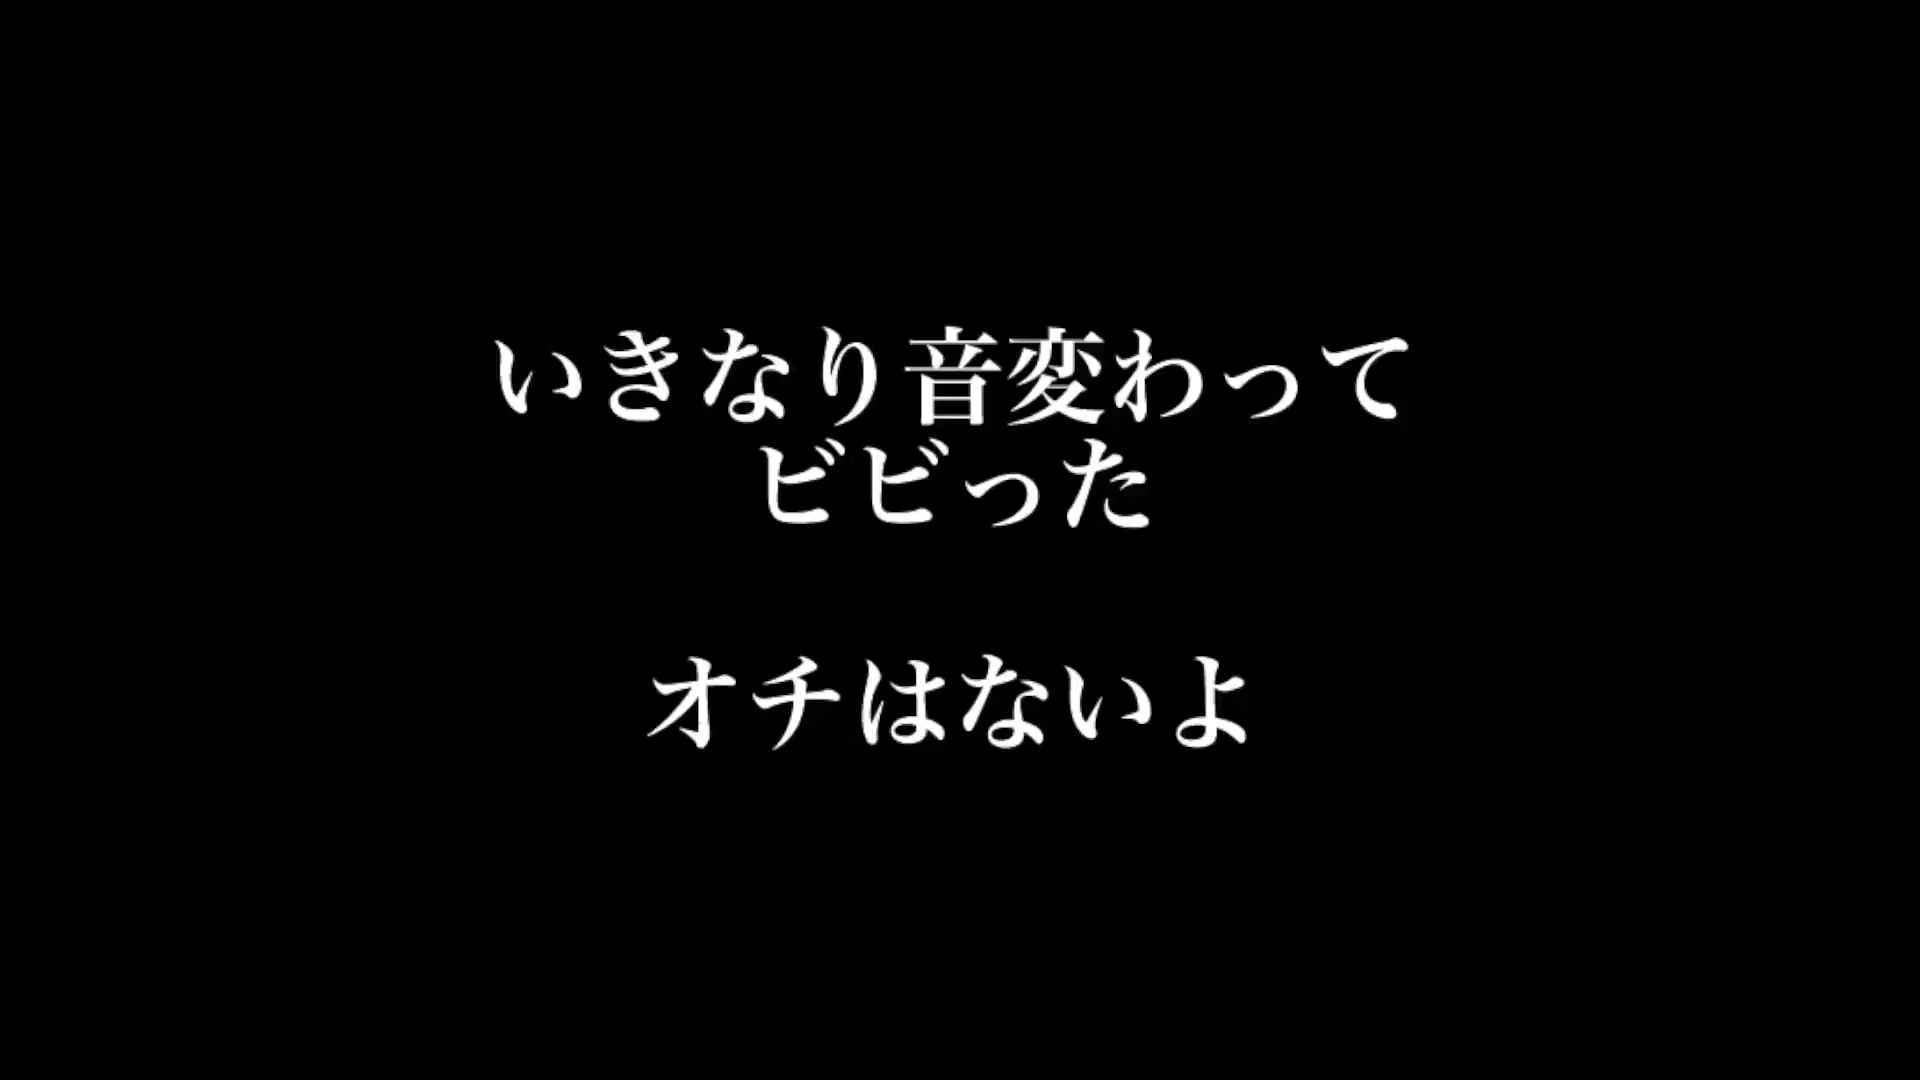 いきなり音変わって
ビビった
オチはないよ